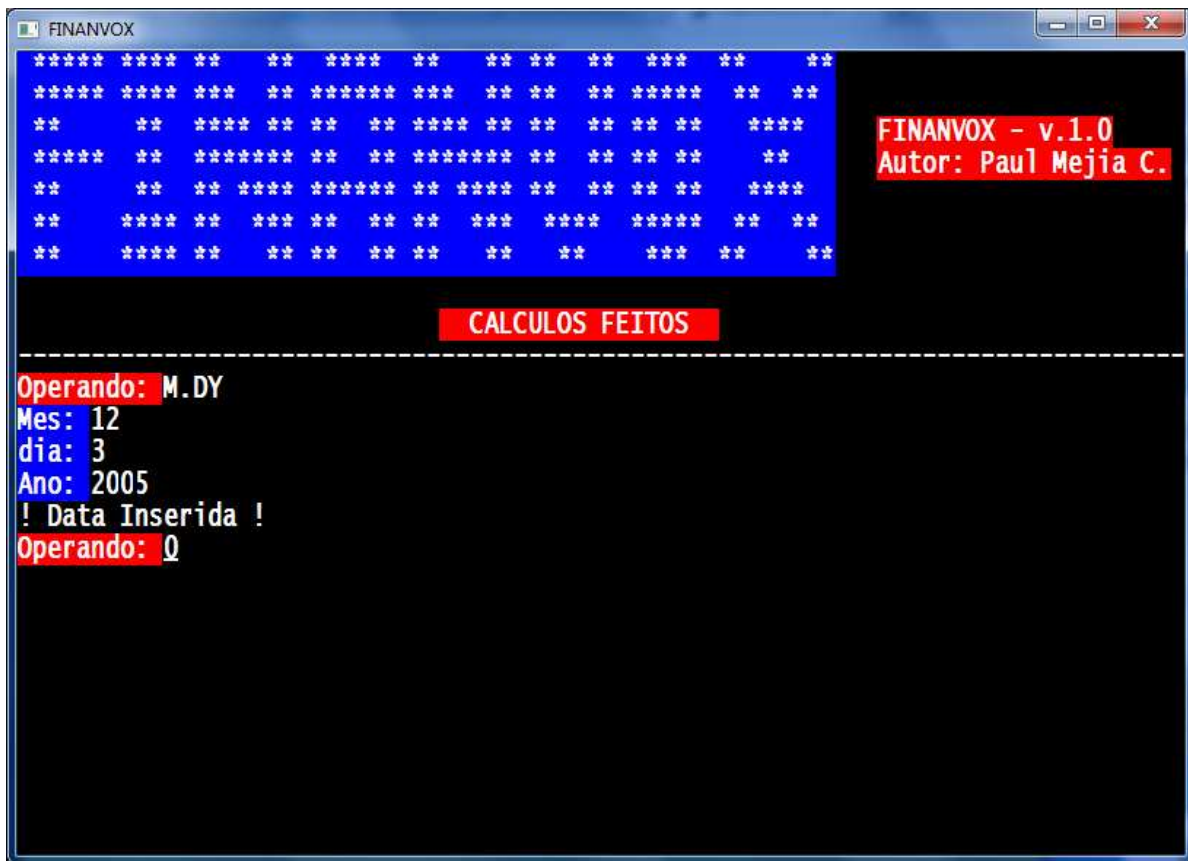 FINANVOX
***** **** ** ** **** ** ** ** ** *** ** **
***** **** *** ** ****** *** ** ** ** ***** ** **
** ** **** ** ** ** **** ** ** ** ** ** ****
***** ** ******* ** ** ******* ** ** ** ** **
** ** ** **** ****** ** **** ** ** ** ** ****
** **** ** *** ** ** ** *** **** ***** ** **
** **** ** ** ** ** ** ** ** *** ** **
FINANVOX - v.1.0
Autor: Paul Mejia C.
CALCULOS FEITOS
Operando: M.DY
Mes: 12
dia: 3
Ano: 2005
! Data Inserida !
Operando: 0